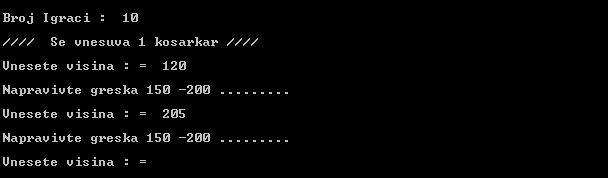 Broj Igraci :  10
////  Se vnesuva 1 kosarkar ////
Vnesete visina : =  120
Napravivte greska 150 -200 .........
Vnesete visina : =  205
Napravivte greska 150 -200 .........
Vnesete visina : =